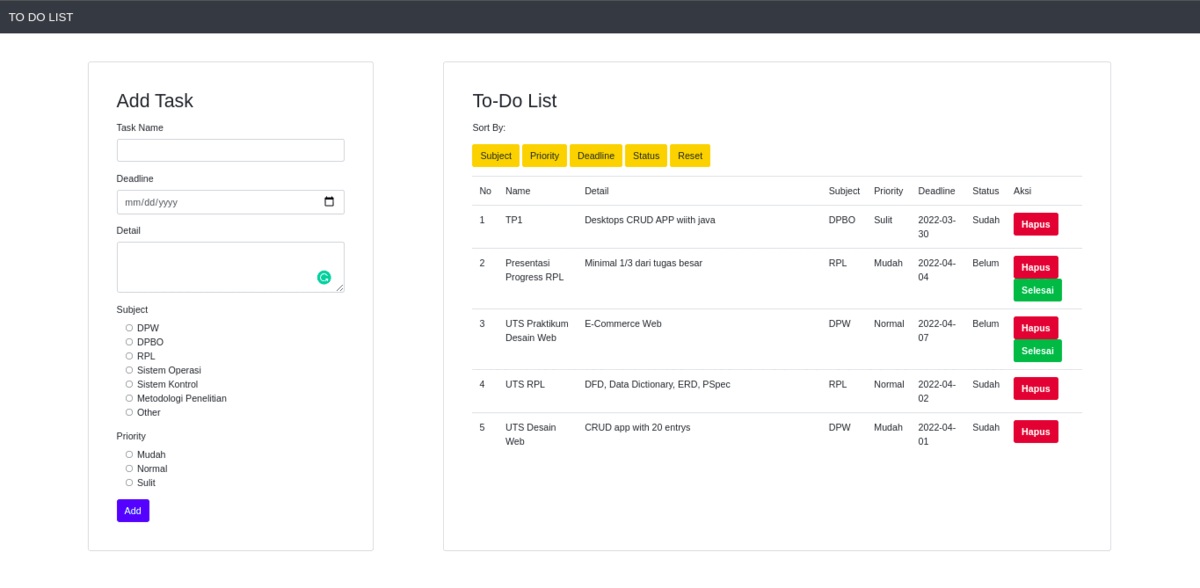 TO DO LIST
Add Task
Task Name
Deadline
mm/dd/yyyy
Detail
Subject
DPW
DPBO
RPL
Sistem Operasi
Sistem Kontrol
Metodologi Penelitian
Other
Priority
Mudah
Normal
Sulit
Add
To-Do List
Sort By:
Subject Priority Deadline Status Reset
No Name Detail Subject Priority Deadline Status Aksi
1 TP1 Desktops CRUD APP wiith java DPBO Sulit 2022-03- Sudah Hapus
30
2 Presentasi Minimal 1/3 dari tugas besar RPL Mudah 2022-04- Belum Hapus
Progress RPL 04
Selesai
3 UTS Praktikum E-Commerce Web DPW Normal 2022-04- Belum Hapus
Desain Web 07
Selesai
4 UTS RPL DFD, Data Dictionary, ERD, PSpec RPL Normal 2022-04- Sudah Hapus
02
5 UTS Desain CRUD app with 20 entrys DPW Mudah 2022-04- Sudah Hapus
Web 01